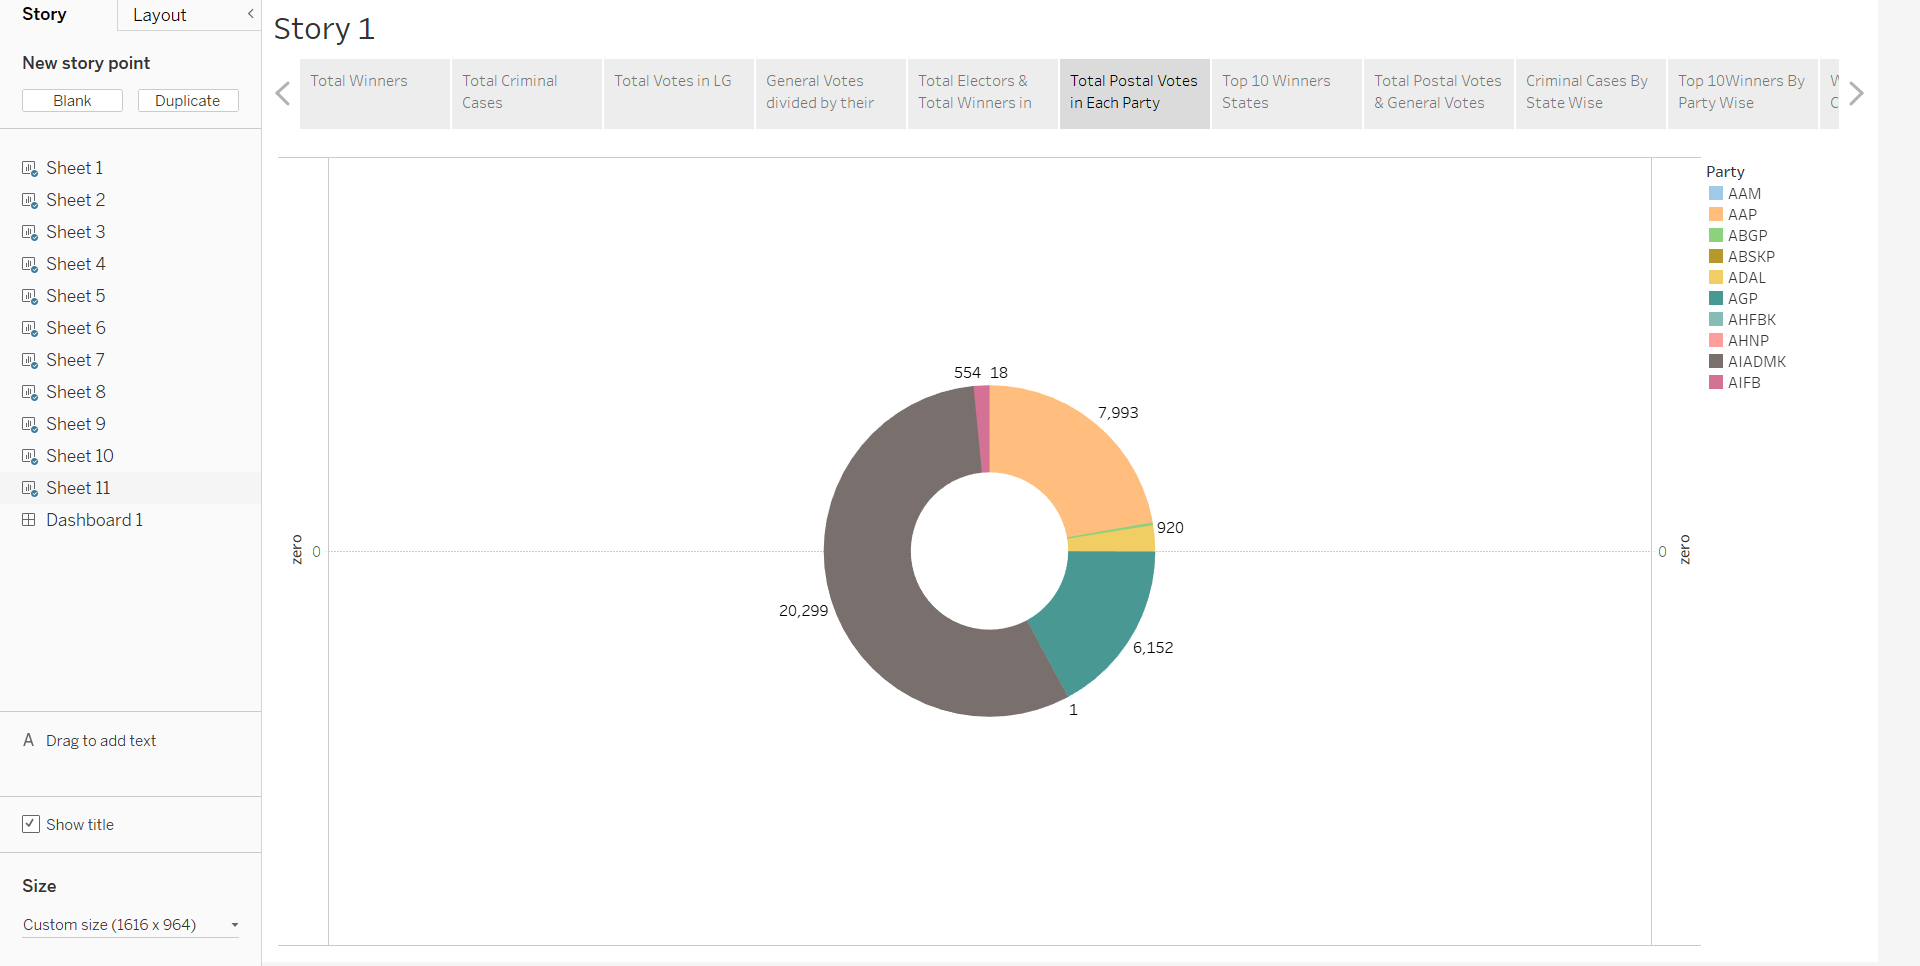 Story
Layout
New story point
Blank
Duplicate
Sheet 1
Sheet 2
Sheet 3
Sheet 4
Sheet 5
Sheet 6
Sheet 7
Sheet 8
Sheet 9
Sheet 10
Sheet 11
Dashboard 1
A Drag to add text
Show title
Size
Custom size (1616 x 964)
Story 1
Total Winners
Total Criminal
Cases
Total Votes in LG
General Votes
divided by their
Total Electors &
Total Winners in
Total Postal Votes
in Each Party
Top 10 Winners
States
Total Postal Votes
& General Votes
Criminal Cases By
State Wise
Top 10Winners By
Party Wise
zero
0
554
18
7,993
920
20,299
6,152
1
0
zero
Party
AAM
AAP
ABGP
ABSKP
ADAL
AGP
AHFBK
AHNP
AIADMK
AIFB